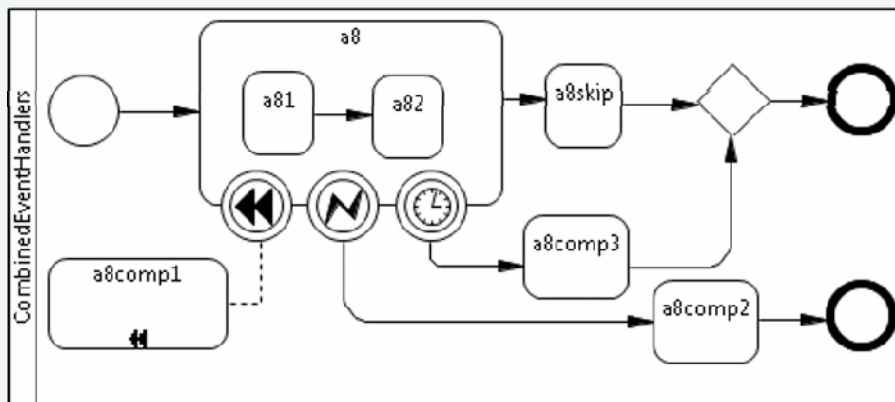 CombinedEventHandlers
a8
a81
a82
a8skip
a8comp1
a8comp3
a8comp2